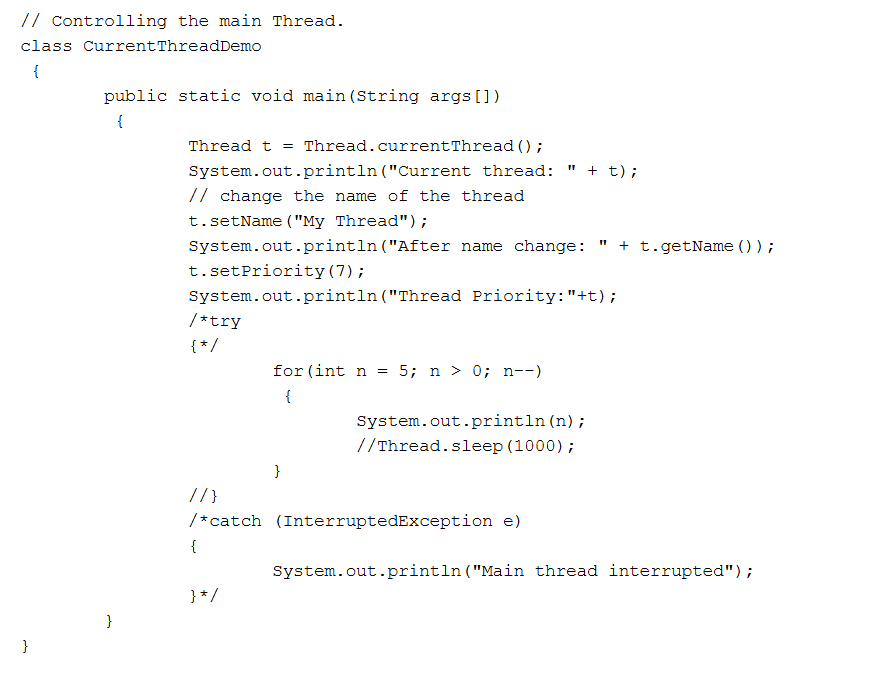 // Controlling the main Thread.
class CurrentThreadDemo
{
public static void main(String args[])
{
Thread t = Thread.currentThread();
System.out.println("Current thread: " + t);
// change the name of the thread
t.setName("My Thread");
System.out.println("After name change: " + t.getName());
t.setPriority(7);
System.out.println("Thread Priority:"+t);
/*try
{*/
for(int n = 5; n > 0; n--)
{
System.out.println(n);
//Thread.sleep(1000);
}
//}
/*catch (InterruptedException e)
{
System.out.println("Main thread interrupted");
}*/
}
}